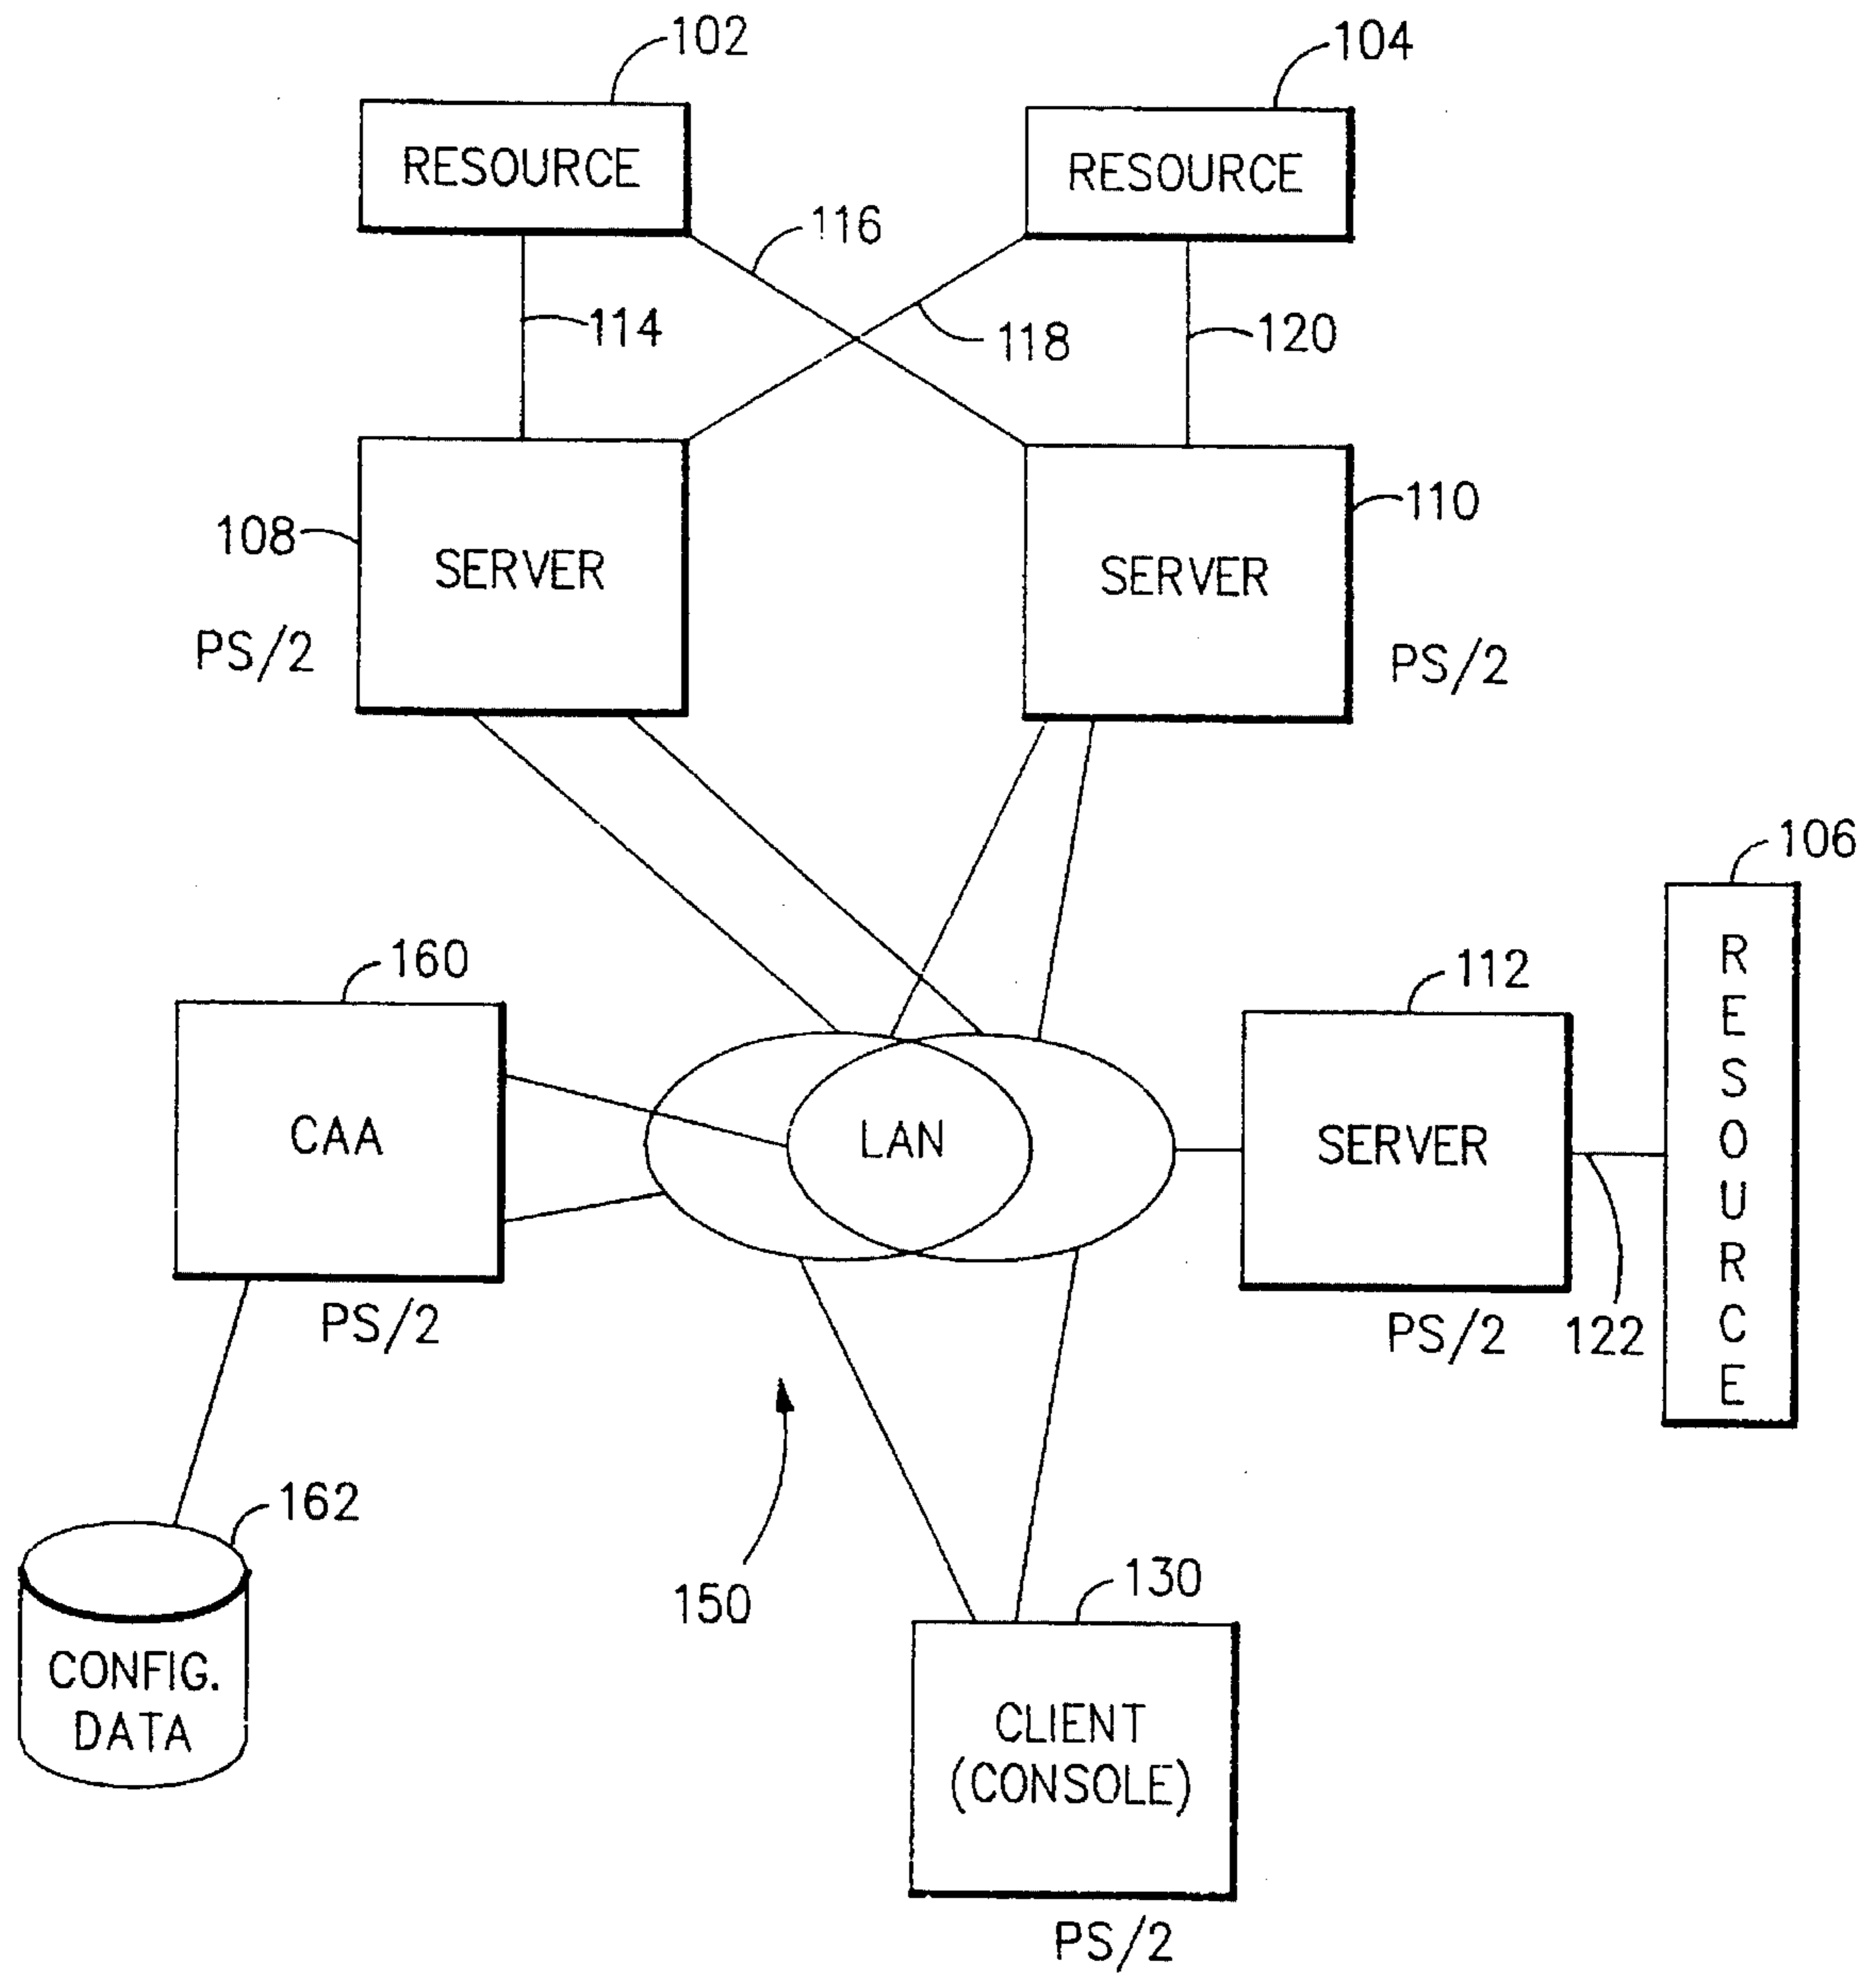 102
104
RESOURCE
RESOURCE
116
114
118
120
108
SERVER
SERVER
110
PS/2
PS/2
106
160
112
RESOURCE
CAA
LAN
SERVER
PS/2
PS/2
122
162
150
130
CONFIG.
DATA
CLIENT
(CONSOLE)
PS/2